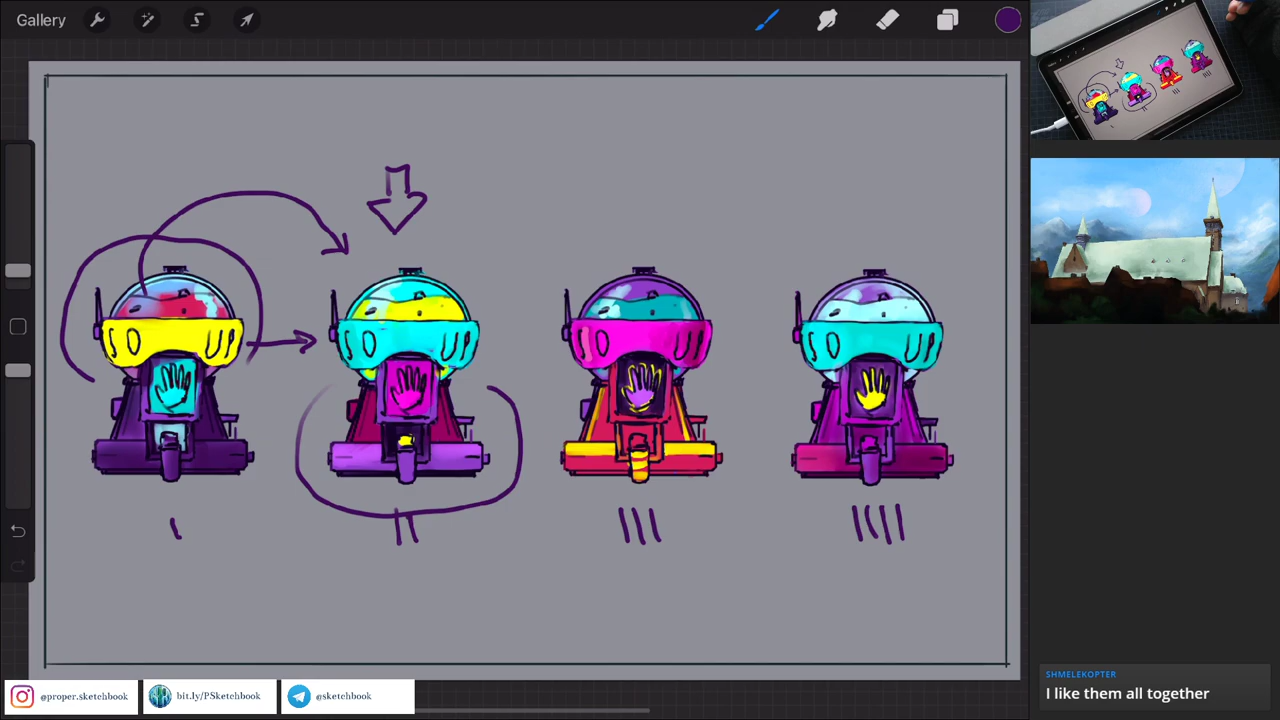 Gallery
SHMELEKOPTER
I like them all together
@proper.sketchbook
bit.ly/PSketchbook
@sketchbook